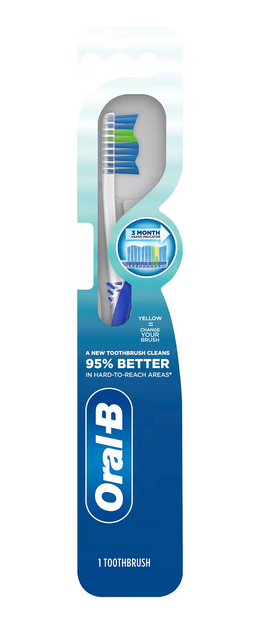 3 MONTH
USAGE INDICATOR
YELLOW
=
CHANGE
YOUR
BRUSH
A NEW TOOTHBRUSH CLEANS
95% BETTER
IN HARD-TO-REACH AREAS*
Oral-B
1 TOOTHBRUSH